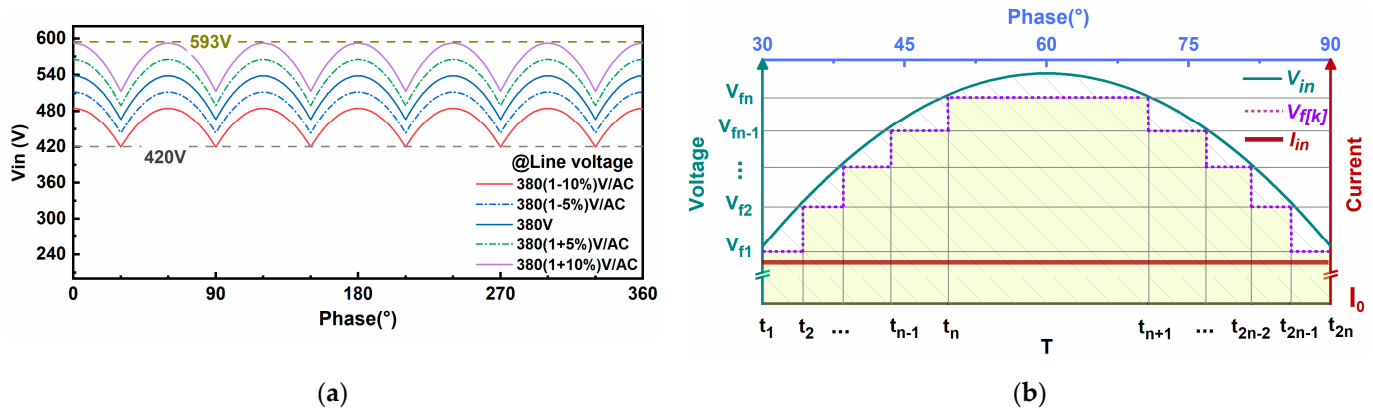 593V
600
540
480
420
360
300
240
Vin (V)
420V
@Line voltage
380(1-10%)V/AC
380(1-5%)V/AC
380V
380(1+5%)V/AC
380(1+10%)V/AC
0 90 180 270 360
Phase(°)
(a)
Phase(°)
30 45 60 75 90
Vin
Vf[k]
Iin
Vfn
Vfn-1
⋮
Vf2
Vf1
Voltage
Current
I0
t1 t2 ... tn-1 tn tn+1 ... t2n-2 t2n-1 t2n
T
(b)